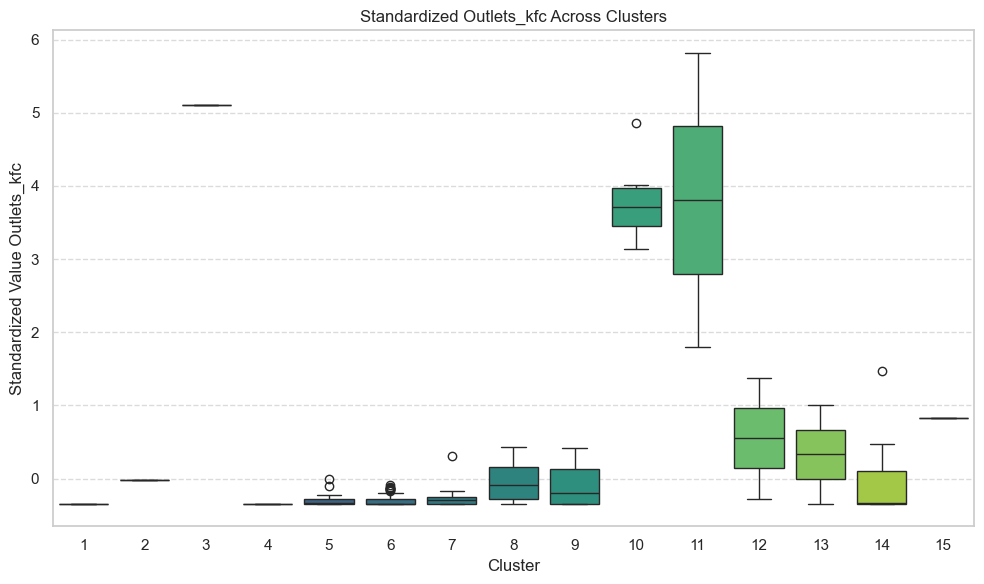 Standardized Outlets_kfc Across Clusters
Standardized Value Outlets_kfc
6
5
4
3
2
1
0
1 2 3 4 5 6 7 8 9 10 11 12 13 14 15
Cluster